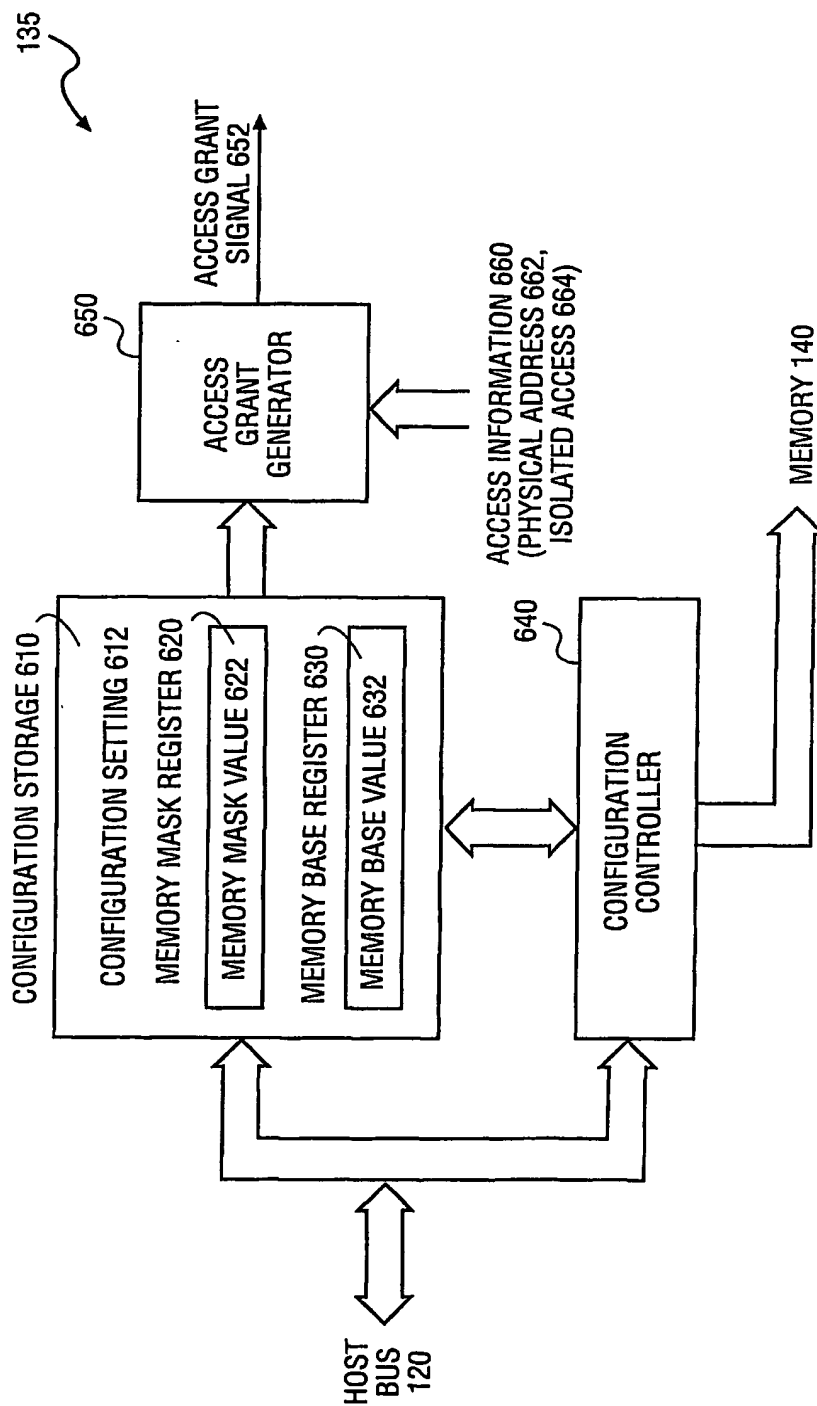 135
CONFIGURATION STORAGE 610
CONFIGURATION SETTING 612
MEMORY MASK REGISTER 620
MEMORY MASK VALUE 622
MEMORY BASE REGISTER 630
MEMORY BASE VALUE 632
650
ACCESS
GRANT
GENERATOR
ACCESS GRANT
SIGNAL 652
ACCESS INFORMATION 660
(PHYSICAL ADDRESS 662,
ISOLATED ACCESS 664)
HOST
BUS
120
640
CONFIGURATION
CONTROLLER
MEMORY 140